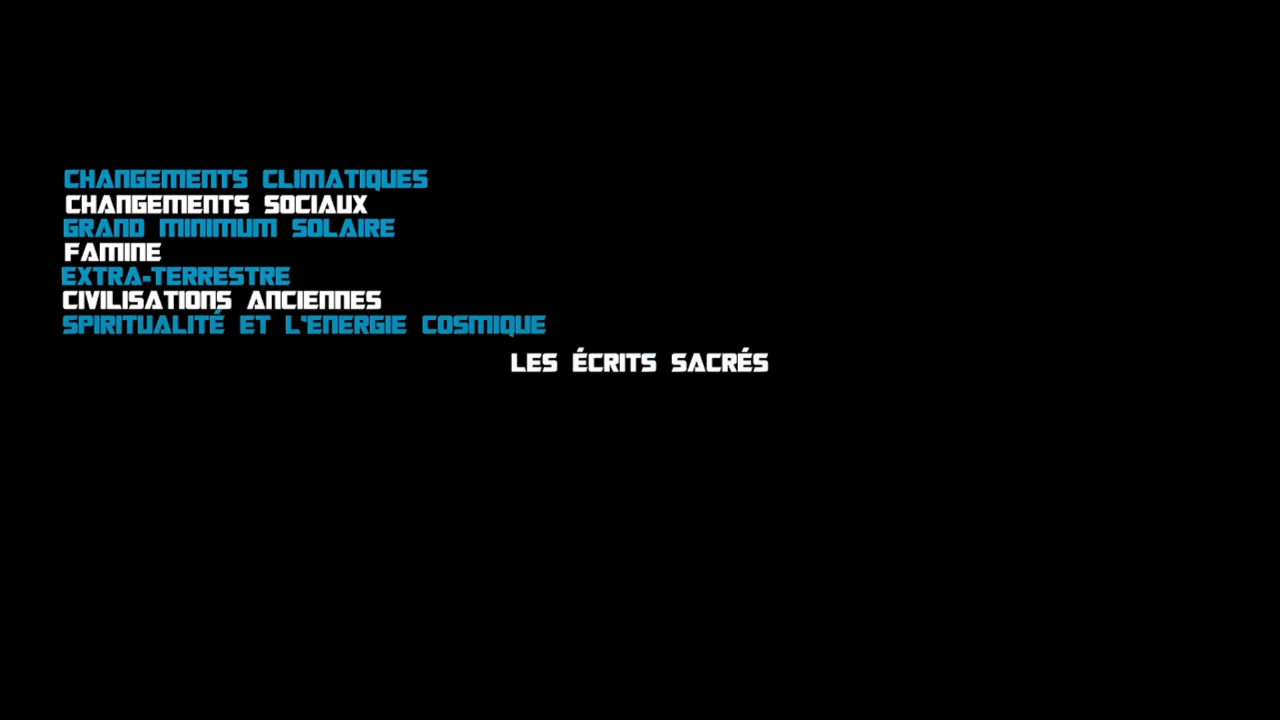 CHANGEMENTS CLIMATIQUES
CHANGEMENTS SOCIAUX
GRAND MINIMUM SOLAIRE
FAMINE
EXTRA-TERRESTRE
CIVILISATIONS ANCIENNES
SPIRITUALITÉ ET L'ENERGIE COSMIQUE
LES ÉCRITS SACRÉS